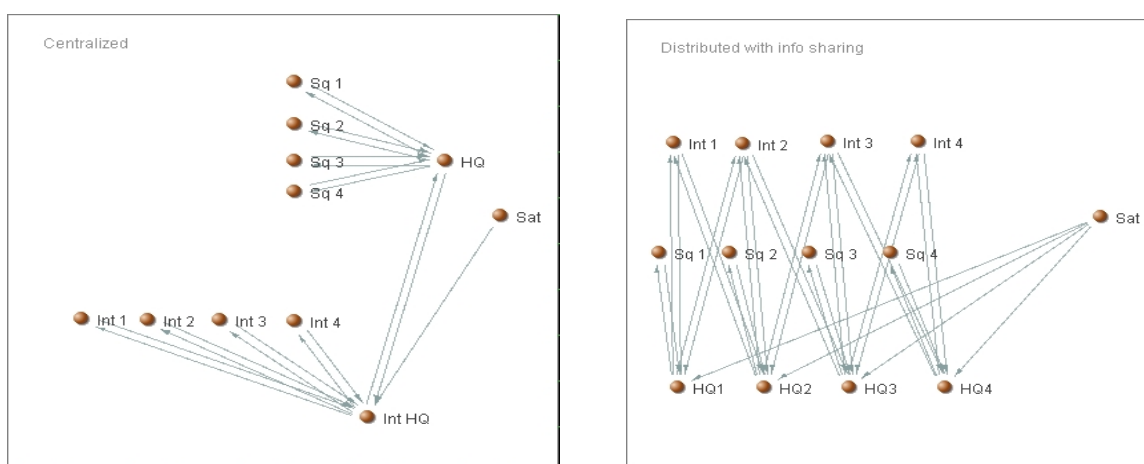 Centralized
Sq 1
Sq 2
Sq 3
HQ
Sq 4
Sat
Int 1
Int 2
Int 3
Int 4
Int HQ
Distributed with info sharing
Int 1
Int 2
Int 3
Int 4
Sat
Sq 1
Sq 2
Sq 3
Sq 4
HQ1
HQ2
HQ3
HQ4